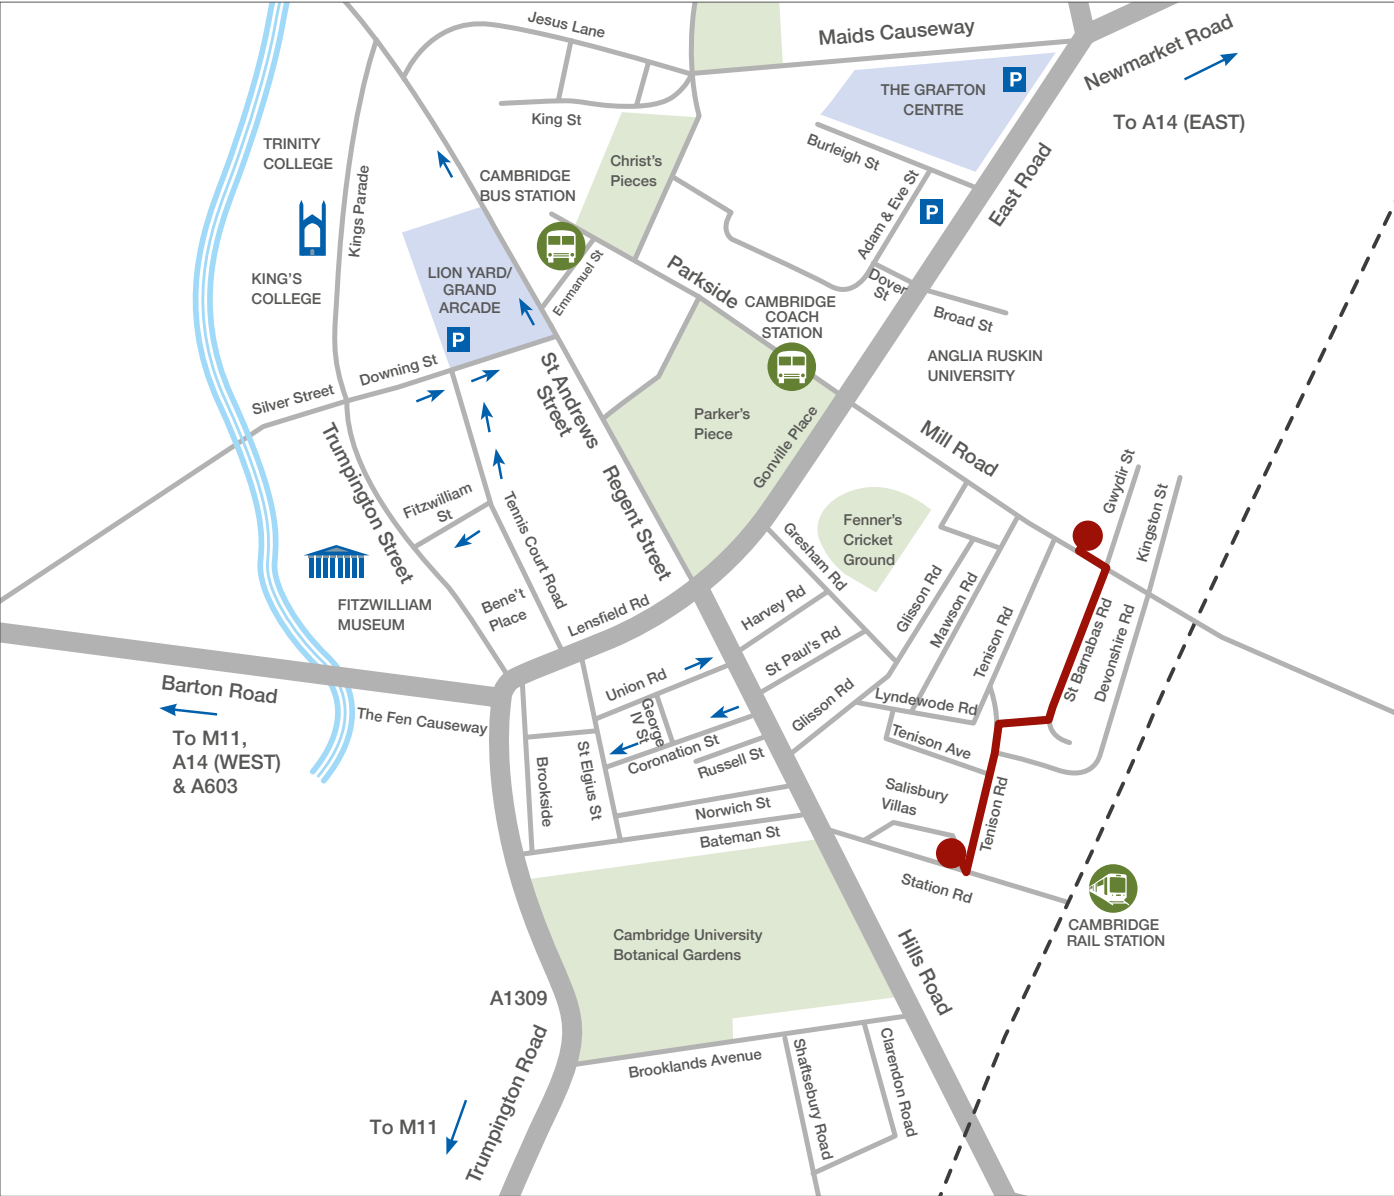 Jesus Lane
Maids Causeway
Newmarket Road
THE GRAFTON
CENTRE
P
To A14 (EAST)
King St
TRINITY
COLLEGE
Kings Parade
CAMBRIDGE
BUS STATION
Christ's
Pieces
Burleigh St
Adam & Eve St
P
East Road
KING'S
COLLEGE
LION YARD/
GRAND
ARCADE
P
Emmanuel St
Parkside
Dover
St
Broad St
CAMBRIDGE
COACH
STATION
ANGLIA RUSKIN
UNIVERSITY
Silver Street
Downing St
St Andrews
Street
Parker's
Piece
Gonville Place
Mill Road
Trumpington Street
Regent Street
Fitzwilliam
St
Tennis Court Road
Gresham Rd
Fenner's
Cricket
Ground
Gwydir St
Kingston St
FITZWILLIAM
MUSEUM
Bene't
Place
Lensfield Rd
Harvey Rd
St Paul's Rd
Glisson Rd
Mawson Rd
Tenison Rd
St Barnabas Rd
Devonshire Rd
Barton Road
The Fen Causeway
To M11,
A14 (WEST)
& A603
Union Rd
George
IV St
Coronation St
Russell St
Glisson Rd
Lyndewode Rd
Tenison Ave
Brookside
St Elgius St
Norwich St
Bateman St
Salisbury
Villas
Tenison Rd
Station Rd
CAMBRIDGE
RAIL STATION
Cambridge University
Botanical Gardens
Hills Road
A1309
Trumpington Road
To M11
Brooklands Avenue
Shaftsebury Road
Clarendon Road